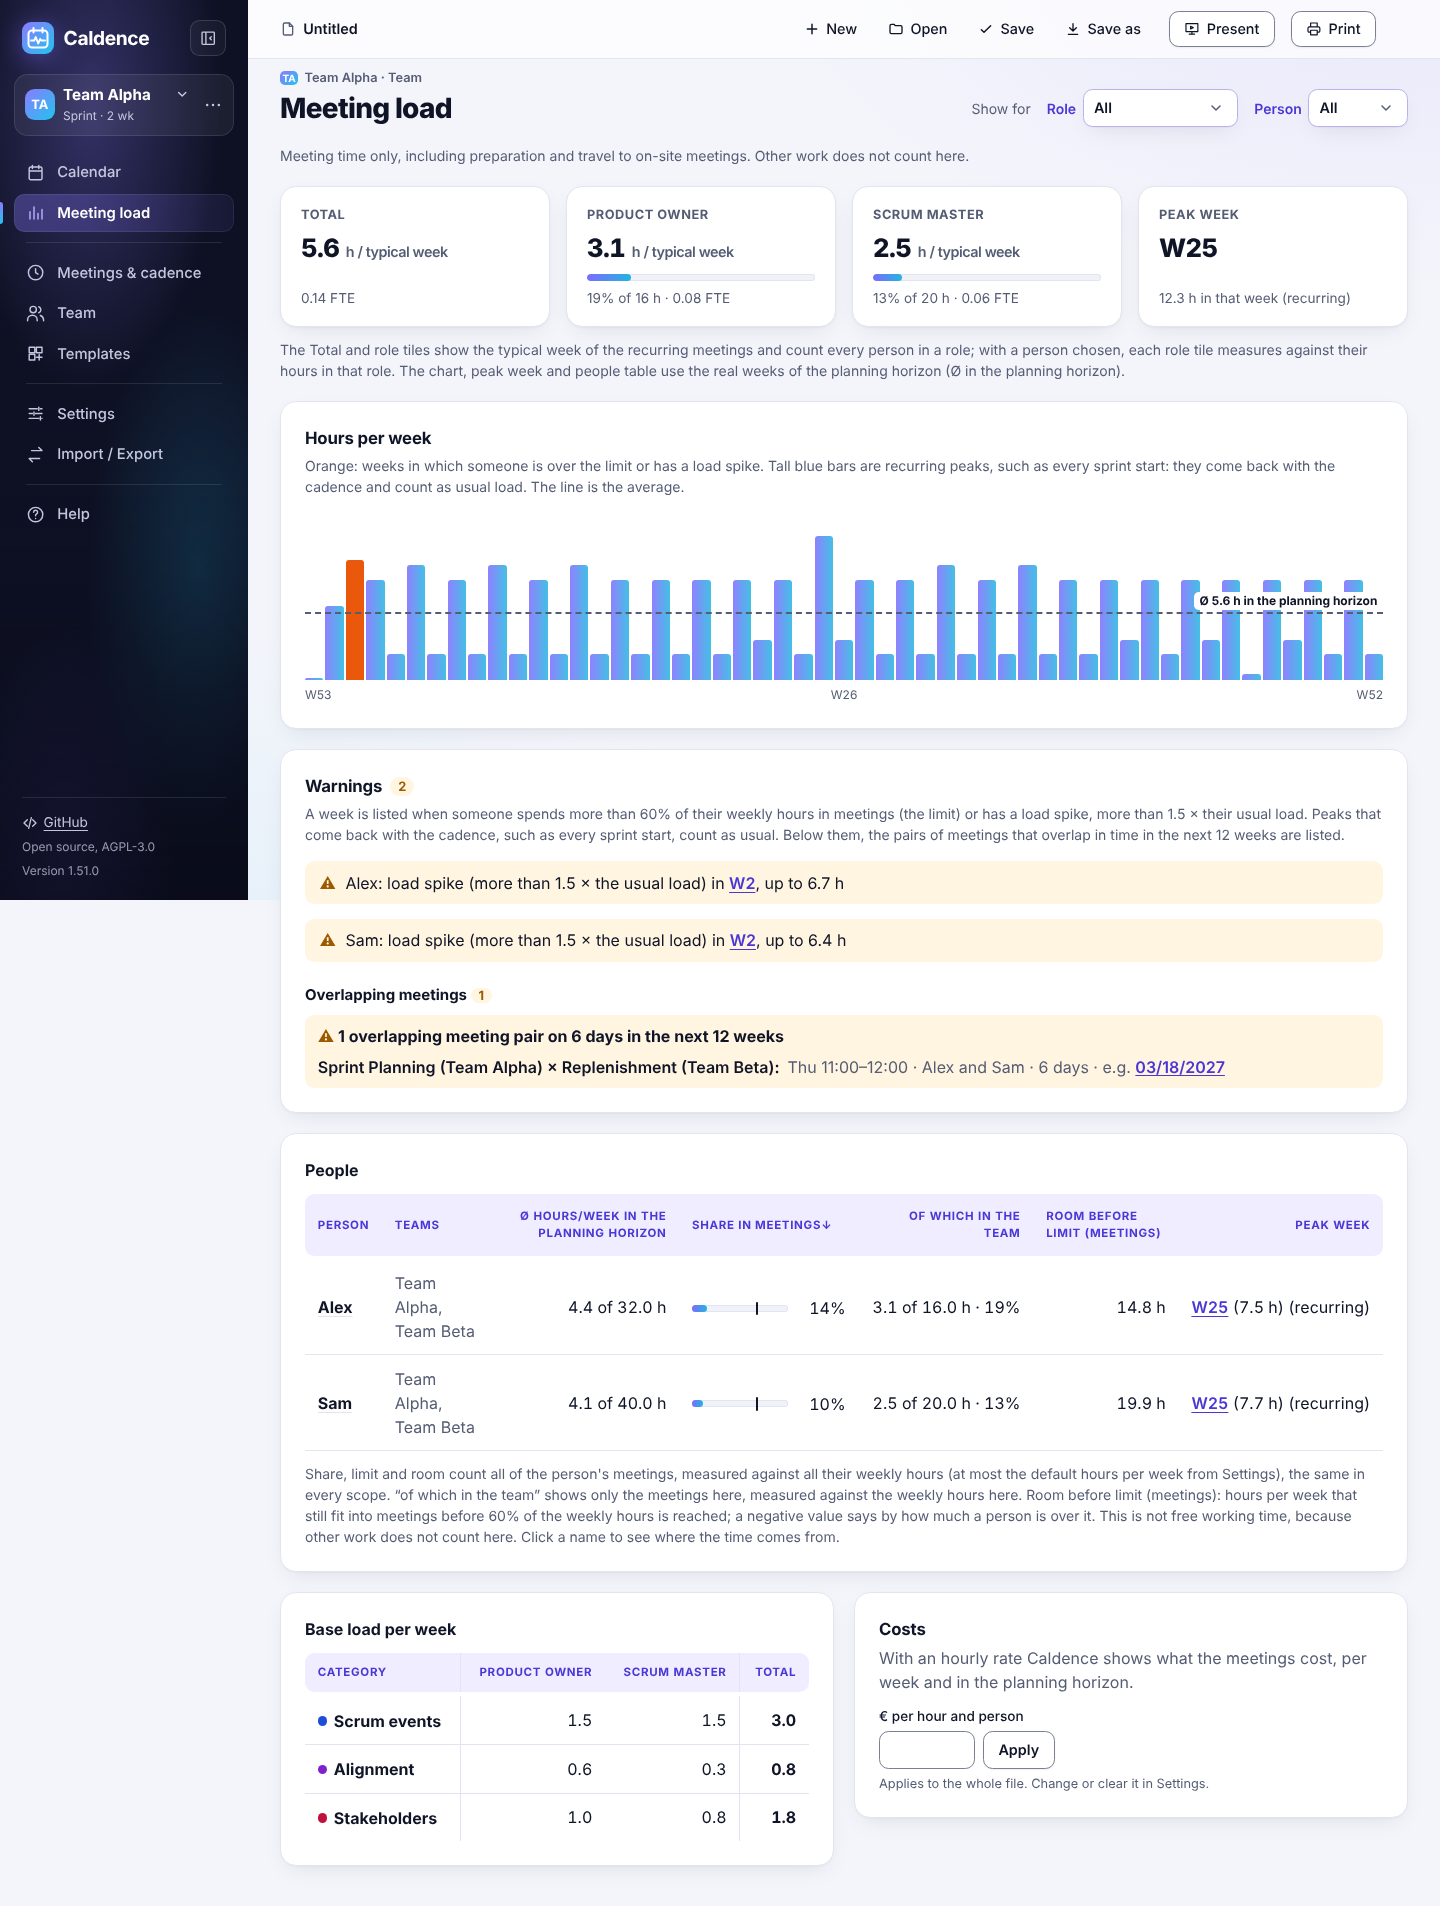 Caldence
TA
Team Alpha
Sprint · 2 wk
Calendar
Meeting load
Meetings & cadence
Team
Templates
Settings
Import / Export
Help
GitHub
Open source, AGPL-3.0
Version 1.51.0
Untitled
New
Open
Save
Save as
Present
Print
TA Team Alpha · Team
Meeting load
Show for Role All Person All
Meeting time only, including preparation and travel to on-site meetings. Other work does not count here.
TOTAL
5.6 h / typical week
0.14 FTE
PRODUCT OWNER
3.1 h / typical week
19% of 16 h · 0.08 FTE
SCRUM MASTER
2.5 h / typical week
13% of 20 h · 0.06 FTE
PEAK WEEK
W25
12.3 h in that week (recurring)
The Total and role tiles show the typical week of the recurring meetings and count every person in a role; with a person chosen, each role tile measures against their
hours in that role. The chart, peak week and people table use the real weeks of the planning horizon (Ø in the planning horizon).
Hours per week
Orange: weeks in which someone is over the limit or has a load spike. Tall blue bars are recurring peaks, such as every sprint start: they come back with the
cadence and count as usual load. The line is the average.
Ø 5.6 h in the planning horizon
W53 W26 W52
Warnings 2
A week is listed when someone spends more than 60% of their weekly hours in meetings (the limit) or has a load spike, more than 1.5 × their usual load. Peaks that
come back with the cadence, such as every sprint start, count as usual. Below them, the pairs of meetings that overlap in time in the next 12 weeks are listed.
Alex: load spike (more than 1.5 × the usual load) in W2, up to 6.7 h
Sam: load spike (more than 1.5 × the usual load) in W2, up to 6.4 h
Overlapping meetings 1
1 overlapping meeting pair on 6 days in the next 12 weeks
Sprint Planning (Team Alpha) × Replenishment (Team Beta): Thu 11:00–12:00 · Alex and Sam · 6 days · e.g. 03/18/2027
People
PERSON
TEAMS
Ø HOURS/WEEK IN THE
PLANNING HORIZON
SHARE IN MEETINGS↓
OF WHICH IN THE
TEAM
ROOM BEFORE
LIMIT (MEETINGS)
PEAK WEEK
Alex
Team
Alpha,
Team Beta
4.4 of 32.0 h
14%
3.1 of 16.0 h · 19%
14.8 h
W25 (7.5 h) (recurring)
Sam
Team
Alpha,
Team Beta
4.1 of 40.0 h
10%
2.5 of 20.0 h · 13%
19.9 h
W25 (7.7 h) (recurring)
Share, limit and room count all of the person's meetings, measured against all their weekly hours (at most the default hours per week from Settings), the same in
every scope. “of which in the team” shows only the meetings here, measured against the weekly hours here. Room before limit (meetings): hours per week that
still fit into meetings before 60% of the weekly hours is reached; a negative value says by how much a person is over it. This is not free working time, because
other work does not count here. Click a name to see where the time comes from.
Base load per week
CATEGORY PRODUCT OWNER SCRUM MASTER TOTAL
Scrum events 1.5 1.5 3.0
Alignment 0.6 0.3 0.8
Stakeholders 1.0 0.8 1.8
Costs
With an hourly rate Caldence shows what the meetings cost, per
week and in the planning horizon.
€ per hour and person
Apply
Applies to the whole file. Change or clear it in Settings.